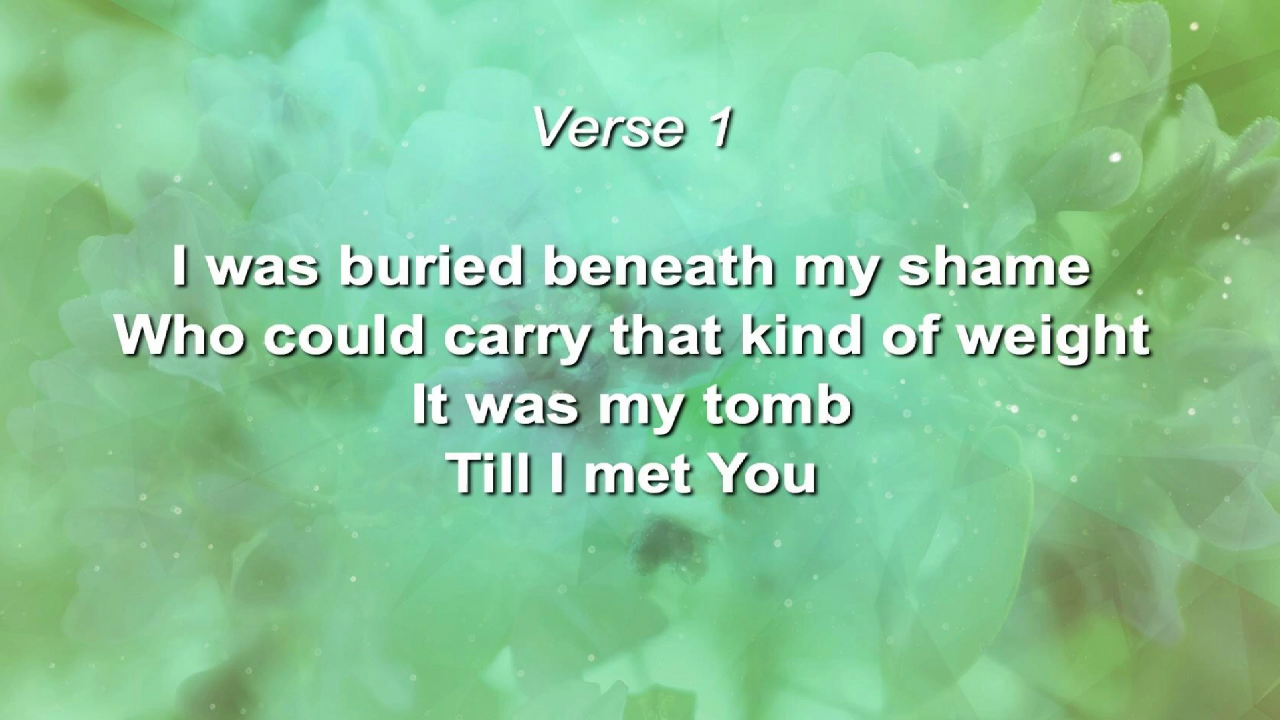 Verse 1
I was buried beneath my shame
Who could carry that kind of weight
It was my tomb
Till I met You